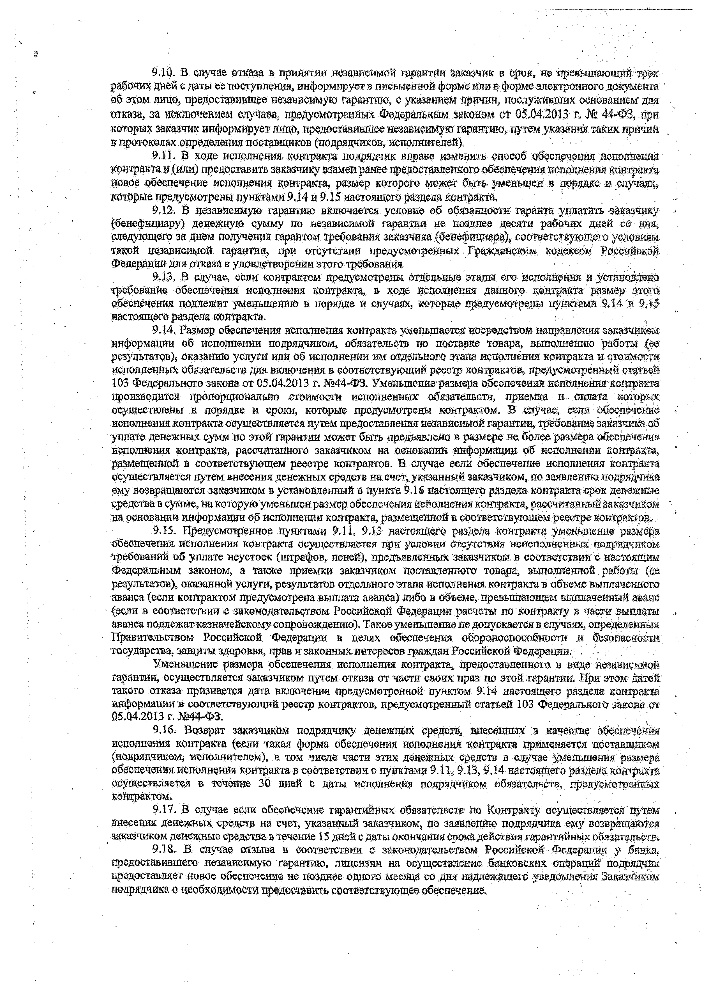 9.10. В случае отказа в принятии независимой гарантии заказчик в срок, не превышающий трех
рабочих дней с даты ее поступления, информирует в письменной форме или в форме электронного документа
об этом лицо, предоставившее независимую гарантию, с указанием причин, послуживших основанием для
отказа, за исключением случаев, предусмотренных Федеральным законом от 05.04.2013 г. № 44-ФЗ, при
которых заказчик информирует лицо, предоставившее независимую гарантию, путем указания таких причин
в протоколах определения поставщиков (подрядчиков, исполнителей).
9.11. В ходе исполнения контракта подрядчик вправе изменить способ обеспечения исполнения
контракта и (или) предоставить заказчику взамен ранее предоставленного обеспечения исполнения контракта
новое обеспечение исполнения контракта, размер которого может быть уменьшен в порядке и случаях,
которые предусмотрены пунктами 9.14 и 9.15 настоящего раздела контракта.
9.12. В независимую гарантию включается условие об обязанности гаранта уплатить заказчику
(бенефициару) денежную сумму по независимой гарантии не позднее десяти рабочих дней со дня,
следующего за днем получения гарантом требования заказчика (бенефициара), соответствующего условиям
такой независимой гарантии, при отсутствии предусмотренных Гражданским кодексом Российской
Федерации для отказа в удовлетворении этого требования
9.13. В случае, если контрактом предусмотрены отдельные этапы его исполнения и установлено
требование обеспечения исполнения контракта, в ходе исполнения данного контракта размер этого
обеспечения подлежит уменьшению в порядке и случаях, которые предусмотрены пунктами 9.14 и 9.15
настоящего раздела контракта.
9.14. Размер обеспечения исполнения контракта уменьшается посредством направления заказчиком
информации об исполнении подрядчиком, обязательств по поставке товара, выполнению работы (ее
результатов), оказанию услуги или об исполнении им отдельного этапа исполнения контракта и стоимости
исполненных обязательств для включения в соответствующий реестр контрактов, предусмотренный статьей
103 Федерального закона от 05.04.2013 г. №44-ФЗ. Уменьшение размера обеспечения исполнения контракта
производится пропорционально стоимости исполненных обязательств, приемка и оплата которых
осуществлены в порядке и сроки, которые предусмотрены контрактом. В случае, если обеспечение
исполнения контракта осуществляется путем предоставления независимой гарантии, требование заказчика об
уплате денежных сумм по этой гарантии может быть предъявлено в размере не более размера обеспечения
исполнения контракта, рассчитанного заказчиком на основании информации об исполнении контракта,
размещенной в соответствующем реестре контрактов. В случае если обеспечение исполнения контракта
осуществляется путем внесения денежных средств на счет, указанный заказчиком, по заявлению подрядчика
ему возвращаются заказчиком в установленный в пункте 9.16 настоящего раздела контракта срок денежные
средства в сумме, на которую уменьшен размер обеспечения исполнения контракта, рассчитанный заказчиком
на основании информации об исполнении контракта, размещенной в соответствующем реестре контрактов.
9.15. Предусмотренное пунктами 9.11, 9.13 настоящего раздела контракта уменьшение размера
обеспечения исполнения контракта осуществляется при условии отсутствия неисполненных подрядчиком
требований об уплате неустоек (штрафов, пеней), предъявленных заказчиком в соответствии с настоящим
Федеральным законом, а также приемки заказчиком поставленного товара, выполненной работы (ее
результатов), оказанной услуги, результатов отдельного этапа исполнения контракта в объеме выплаченного
аванса (если контрактом предусмотрена выплата аванса) либо в объеме, превышающем выплаченный аванс
(если в соответствии с законодательством Российской Федерации расчеты по контракту в части выплаты
аванса подлежат казначейскому сопровождению). Такое уменьшение не допускается в случаях, определенных
Правительством Российской Федерации в целях обеспечения обороноспособности и безопасности
государства, защиты здоровья, прав и законных интересов граждан Российской Федерации.
Уменьшение размера обеспечения исполнения контракта, предоставленного в виде независимой
гарантии, осуществляется заказчиком путем отказа от части своих прав по этой гарантии. При этом датой
такого отказа признается дата включения предусмотренной пунктом 9.14 настоящего раздела контракта
информации в соответствующий реестр контрактов, предусмотренный статьей 103 Федерального закона от
05.04.2013 г. №44-ФЗ.
9.16. Возврат заказчиком подрядчику денежных средств, внесенных в качестве обеспечения
исполнения контракта (если такая форма обеспечения исполнения контракта применяется поставщиком
(подрядчиком, исполнителем), в том числе части этих денежных средств в случае уменьшения размера
обеспечения исполнения контракта в соответствии с пунктами 9.11, 9.13, 9.14 настоящего раздела контракта
осуществляется в течение 30 дней с даты исполнения подрядчиком обязательств, предусмотренных
контрактом.
9.17. В случае если обеспечение гарантийных обязательств по Контракту осуществляется путем
внесения денежных средств на счет, указанный заказчиком, по заявлению подрядчика ему возвращаются
заказчиком денежные средства в течение 15 дней с даты окончания срока действия гарантийных обязательств.
9.18. В случае отзыва в соответствии с законодательством Российской Федерации у банка,
предоставившего независимую гарантию, лицензии на осуществление банковских операций подрядчик
предоставляет новое обеспечение не позднее одного месяца со дня надлежащего уведомления Заказчиком
подрядчика о необходимости предоставить соответствующее обеспечение.